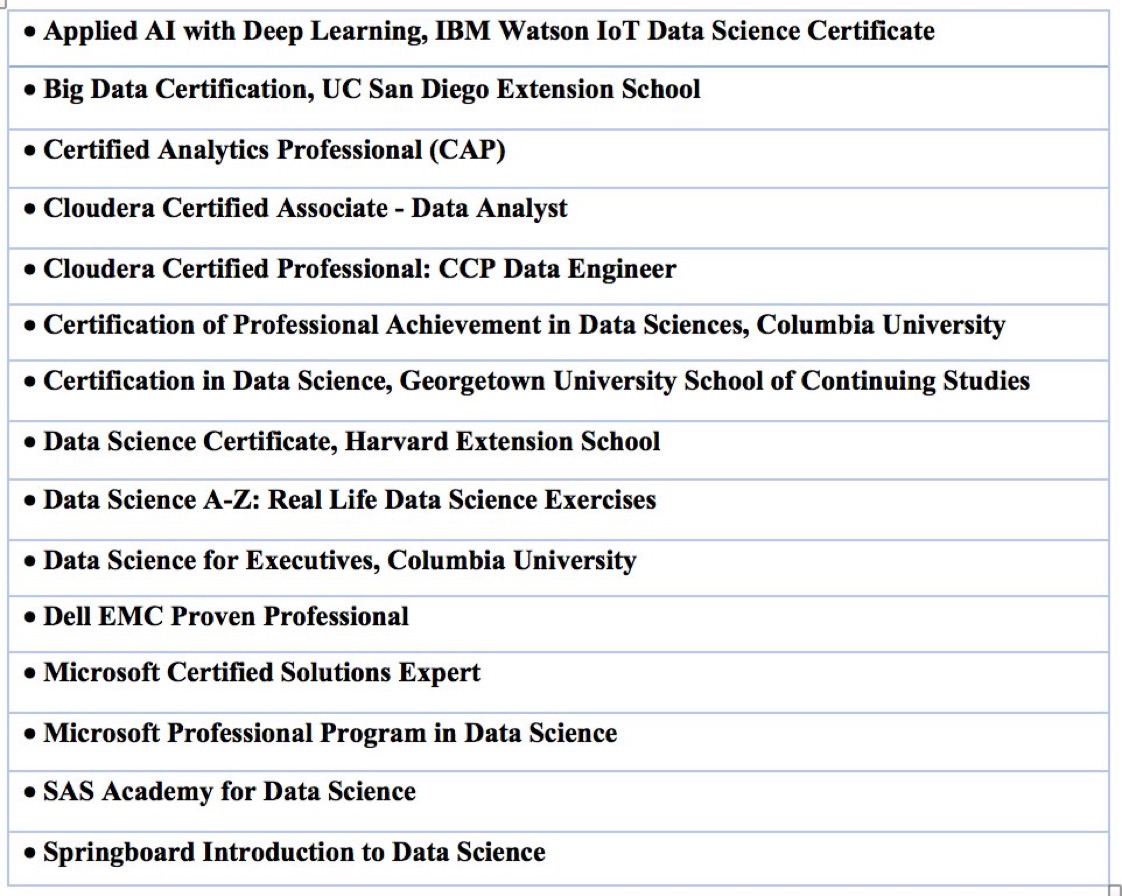 • Applied AI with Deep Learning, IBM Watson IoT Data Science Certificate
• Big Data Certification, UC San Diego Extension School
• Certified Analytics Professional (CAP)
• Cloudera Certified Associate - Data Analyst
• Cloudera Certified Professional: CCP Data Engineer
• Certification of Professional Achievement in Data Sciences, Columbia University
• Certification in Data Science, Georgetown University School of Continuing Studies
• Data Science Certificate, Harvard Extension School
• Data Science A-Z: Real Life Data Science Exercises
• Data Science for Executives, Columbia University
• Dell EMC Proven Professional
• Microsoft Certified Solutions Expert
• Microsoft Professional Program in Data Science
• SAS Academy for Data Science
• Springboard Introduction to Data Science